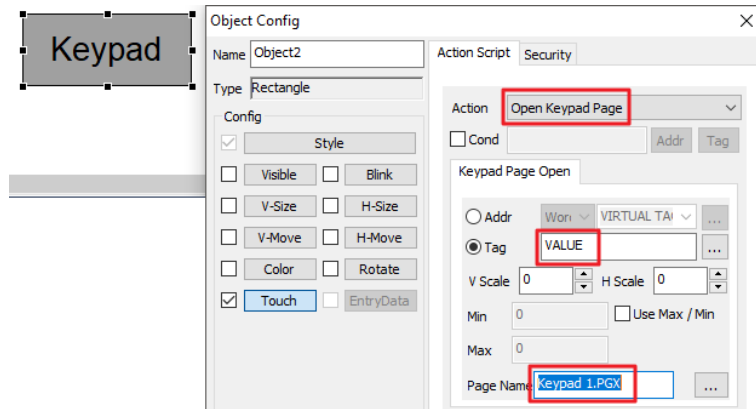 Keypad
Object Config
Name Object2
Type Rectangle
Config
Style
Visible Blink
V-Size H-Size
V-Move H-Move
Color Rotate
Touch EntryData
Action Script Security
Action Open Keypad Page
Cond Addr Tag
Keypad Page Open
Addr Wor VIRTUAL TA ...
Tag VALUE ...
V Scale 0 H Scale 0
Min 0 Use Max / Min
Max 0
Page Name Keypad 1.PGX ...